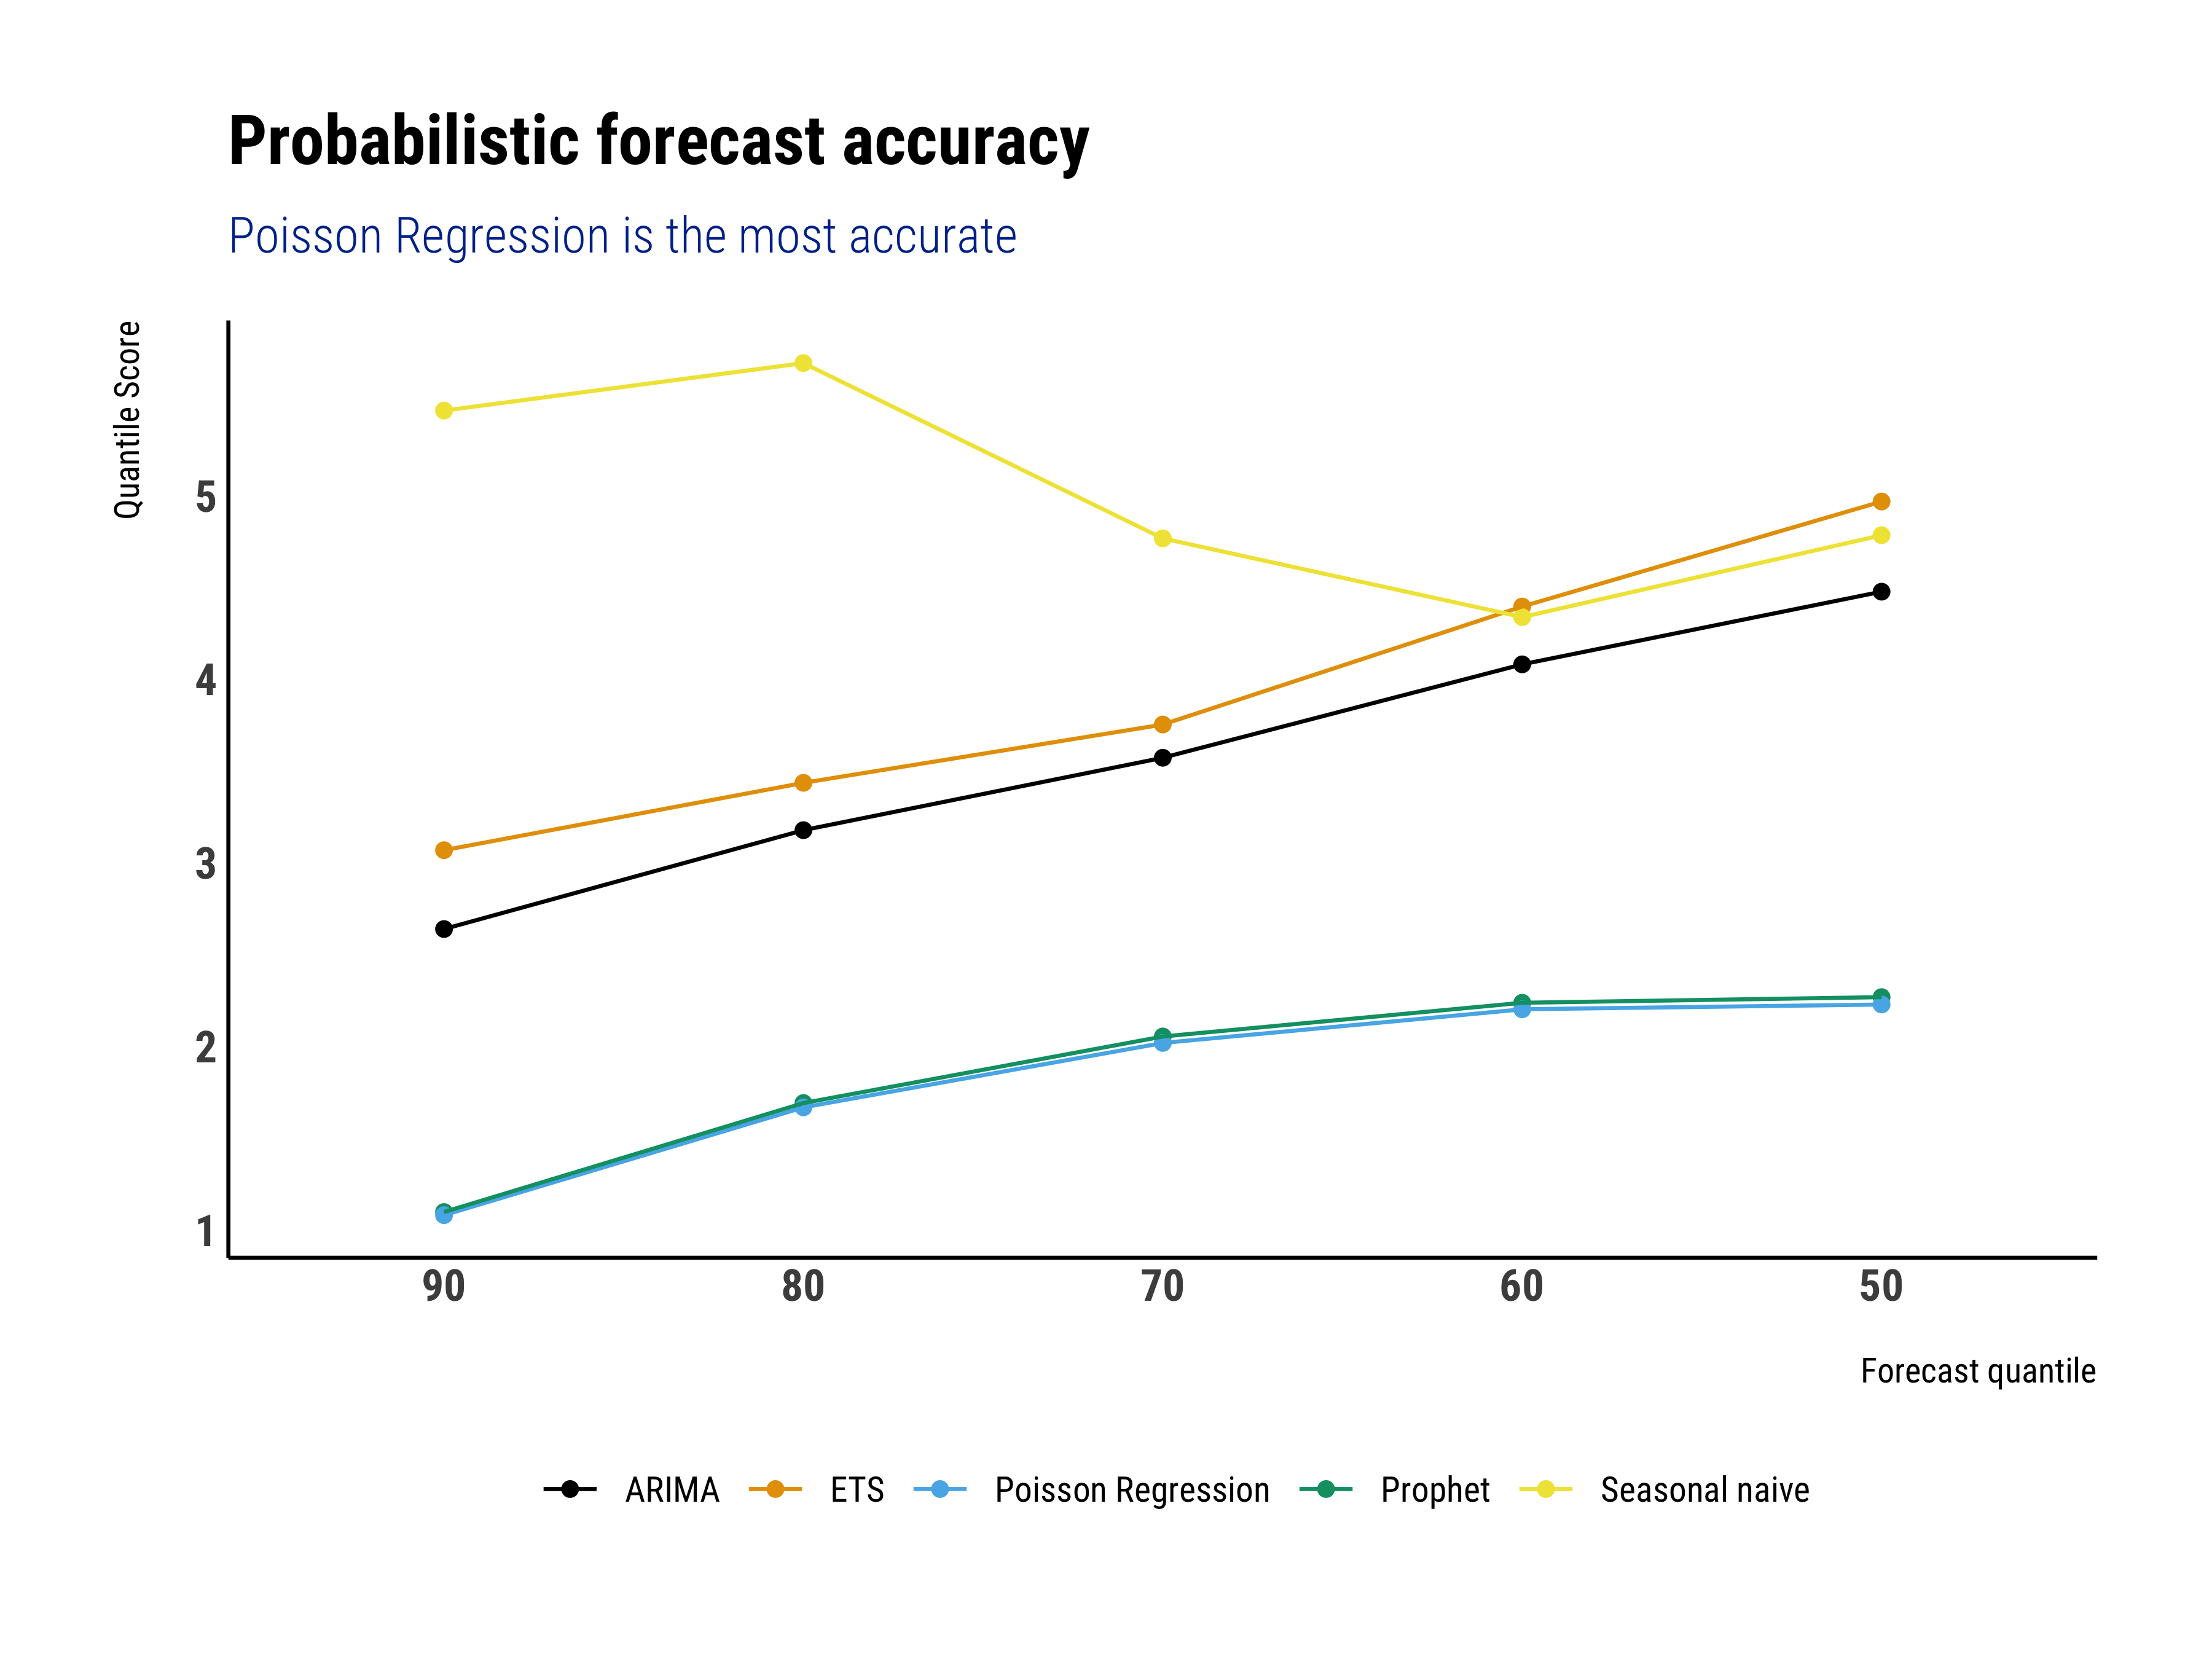 Probabilistic forecast accuracy
Poisson Regression is the most accurate
Quantile Score
5
4
3
2
1
90 80 70 60 50
Forecast quantile
ARIMA ETS Poisson Regression Prophet Seasonal naive